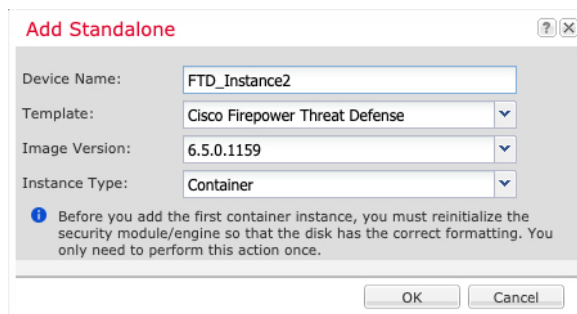 Add Standalone
Device Name: FTD_Instance2
Template: Cisco Firepower Threat Defense
Image Version: 6.5.0.1159
Instance Type: Container
Before you add the first container instance, you must reinitialize the
security module/engine so that the disk has the correct formatting. You
only need to perform this action once.
OK Cancel